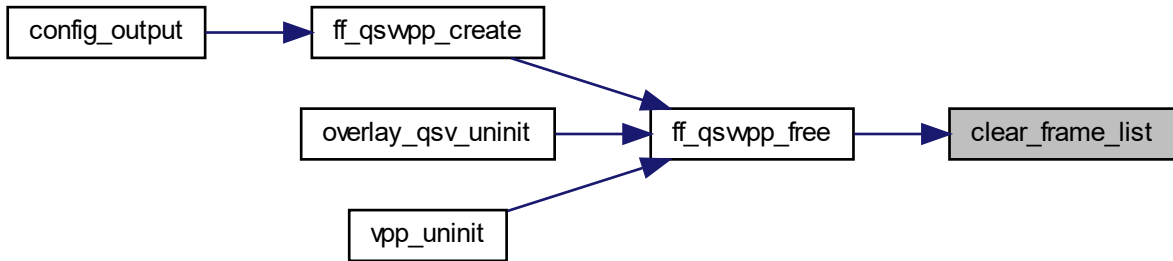 config_output
ff_qsvvpp_create
overlay_qsv_uninit
ff_qsvvpp_free
clear_frame_list
vpp_uninit